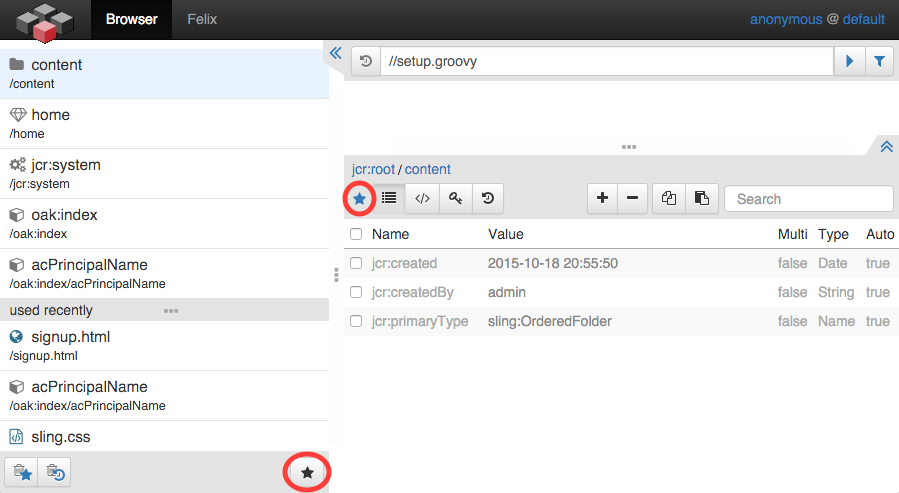 Browser
Felix
anonymous @ default
content
/content
home
/home
jcr:system
/jcr:system
oak:index
/oak:index
acPrincipalName
/oak:index/acPrincipalName
used recently
signup.html
/signup.html
acPrincipalName
/oak:index/acPrincipalName
sling.css
//setup.groovy
jcr:root / content
Search
Name Value Multi Type Auto
jcr:created 2015-10-18 20:55:50 false Date true
jcr:createdBy admin false String true
jcr:primaryType sling:OrderedFolder false Name true